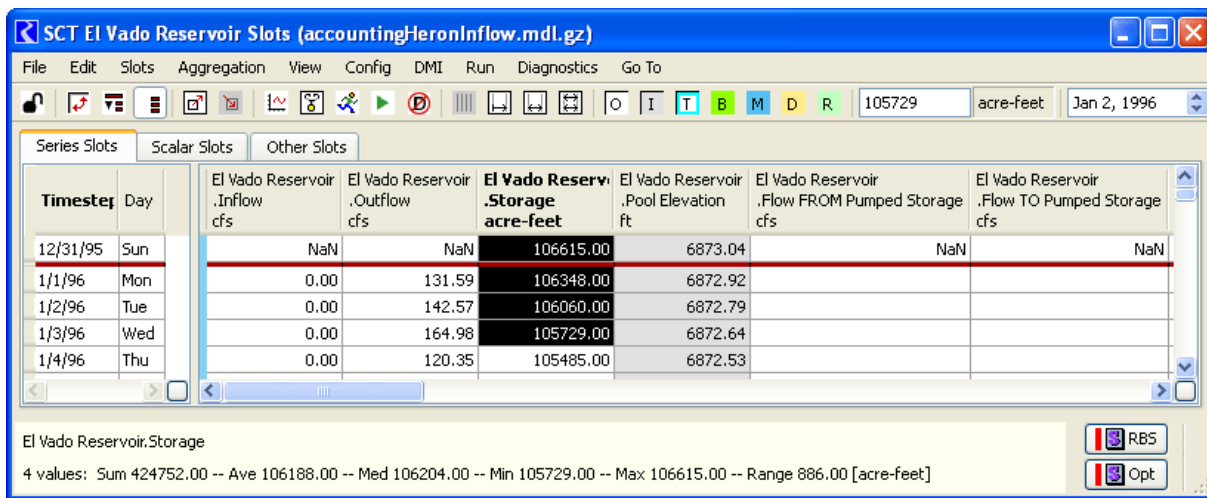 SCT El Vado Reservoir Slots (accountingHeronInflow.mdl.gz)
File Edit Slots Aggregation View Config DMI Run Diagnostics Go To
O I T B M D R 105729 acre-feet Jan 2, 1996
Series Slots Scalar Slots Other Slots
El Vado Reservoir El Vado Reservoir El Vado Reserv El Vado Reservoir El Vado Reservoir El Vado Reservoir
Timestep Day .Inflow .Outflow .Storage .Pool Elevation .Flow FROM Pumped Storage .Flow TO Pumped Storage
cfs cfs acre-feet ft cfs cfs
12/31/95 Sun NaN NaN 106615.00 6873.04 NaN NaN
1/1/96 Mon 0.00 131.59 106348.00 6872.92
1/2/96 Tue 0.00 142.57 106060.00 6872.79
1/3/96 Wed 0.00 164.98 105729.00 6872.64
1/4/96 Thu 0.00 120.35 105485.00 6872.53
El Vado Reservoir.Storage
RBS
4 values: Sum 424752.00 -- Ave 106188.00 -- Med 106204.00 -- Min 105729.00 -- Max 106615.00 -- Range 886.00 [acre-feet]
Opt